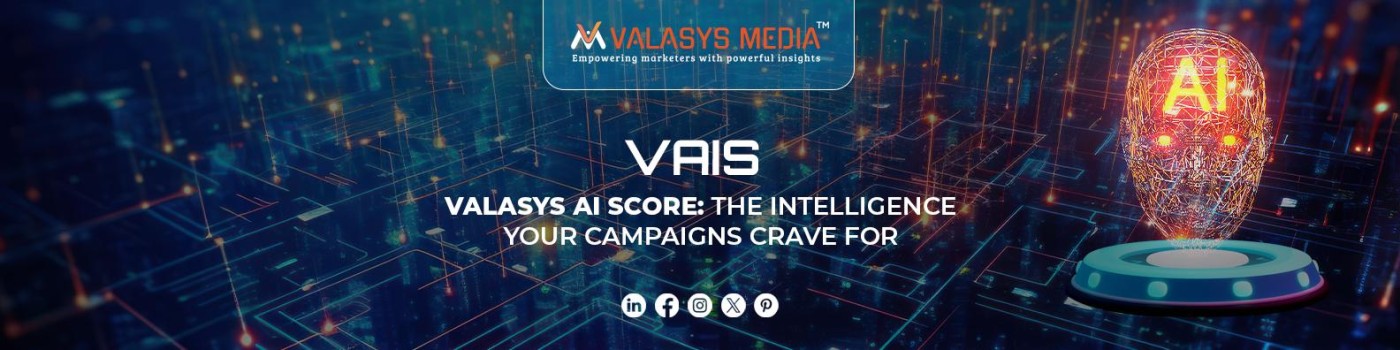 VALASYS MEDIA™
Empowering marketers with powerful insights
AI
VAIS
VALASYS AI SCORE: THE INTELLIGENCE
YOUR CAMPAIGNS CRAVE FOR